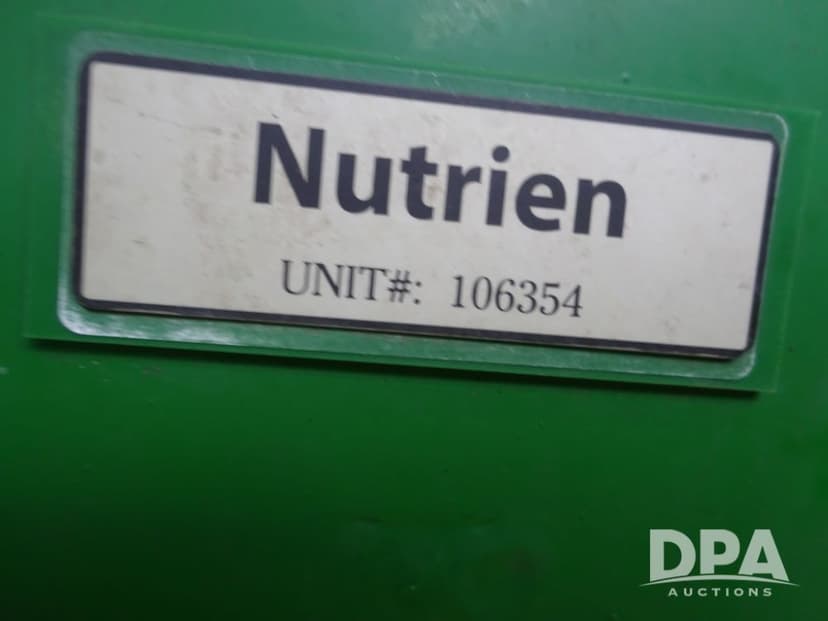 Nutrien
UNIT#: 106354
DPA
AUCTIONS